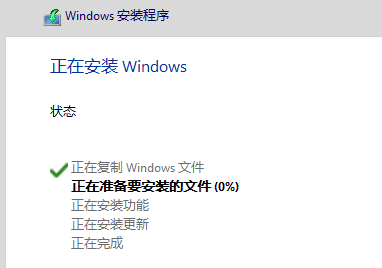 Windows 安装程序
正在安装 Windows
状态
正在复制 Windows 文件
正在准备要安装的文件 (0%)
正在安装功能
正在安装更新
正在完成